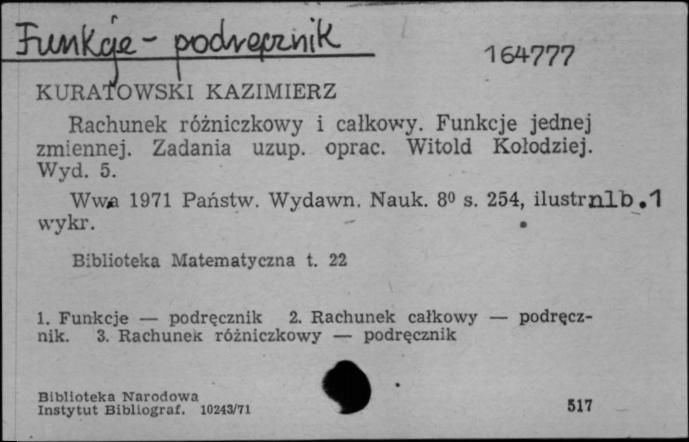 Funkcje - podręcznik
164777
KURATOWSKI KAZIMIERZ
Rachunek różniczkowy i całkowy. Funkcje jednej
zmiennej. Zadania uzup. oprac. Witold Kołodziej.
Wyd. 5.
Wwa 1971 Państw. Wydawn. Nauk. 8⁰ s. 254, ilustr nlb.1
wykr.
Biblioteka Matematyczna t. 22
1. Funkcje — podręcznik 2. Rachunek całkowy — podręcz-
nik. 3. Rachunek różniczkowy — podręcznik
Biblioteka Narodowa
Instytut Bibliograf. 10243/71
517